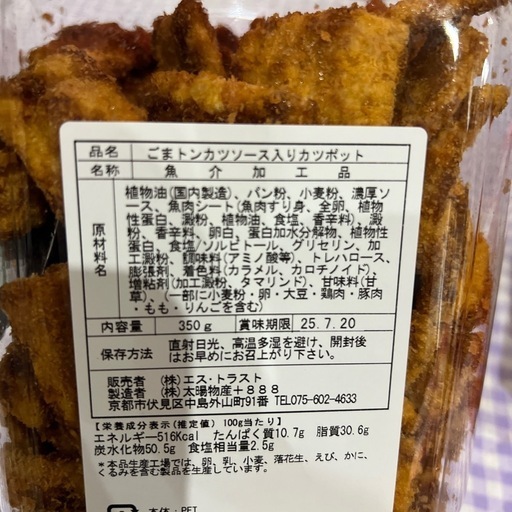 品名 ごまトンカツソース入りカツポット
名称 魚介加工品
原材料名 植物油(国内製造)、パン粉、小麦粉、濃厚ソ
ース、魚肉シート(魚肉すり身、全卵、植物
性蛋白、澱粉、植物油、食塩、香辛料)、澱
粉、香辛料、卵白、蛋白加水分解物、植物性
蛋白、食塩/ソルビトール、グリセリン、加
工澱粉、調味料(アミノ酸等)、トレハロース、
膨張剤、着色料(カラメル、カロチノイド)、
増粘剤(加工澱粉、タマリンド)、甘味料(甘
草)、(一部に小麦粉・卵・大豆・鶏肉・豚肉
・もも・りんごを含む)
内容量 350g 賞味期限 25.7.20
保存方法 直射日光、高温多湿を避け、開封後
はお早めにお召上がり下さい。
販売者 (株)エス・トラスト
製造者 (株)太陽物産+888
京都市伏見区中島外山町91番 TEL075-602-4633
【栄養成分表示(推定値) 100g当たり】
エネルギー516Kcal たんぱく質10.7g 脂質30.6g
炭水化物50.5g 食塩相当量2.5g
*本品生産工場では、卵、乳、小麦、落花生、えび、かに、
くるみを含む製品を生産しています。
本体:PET